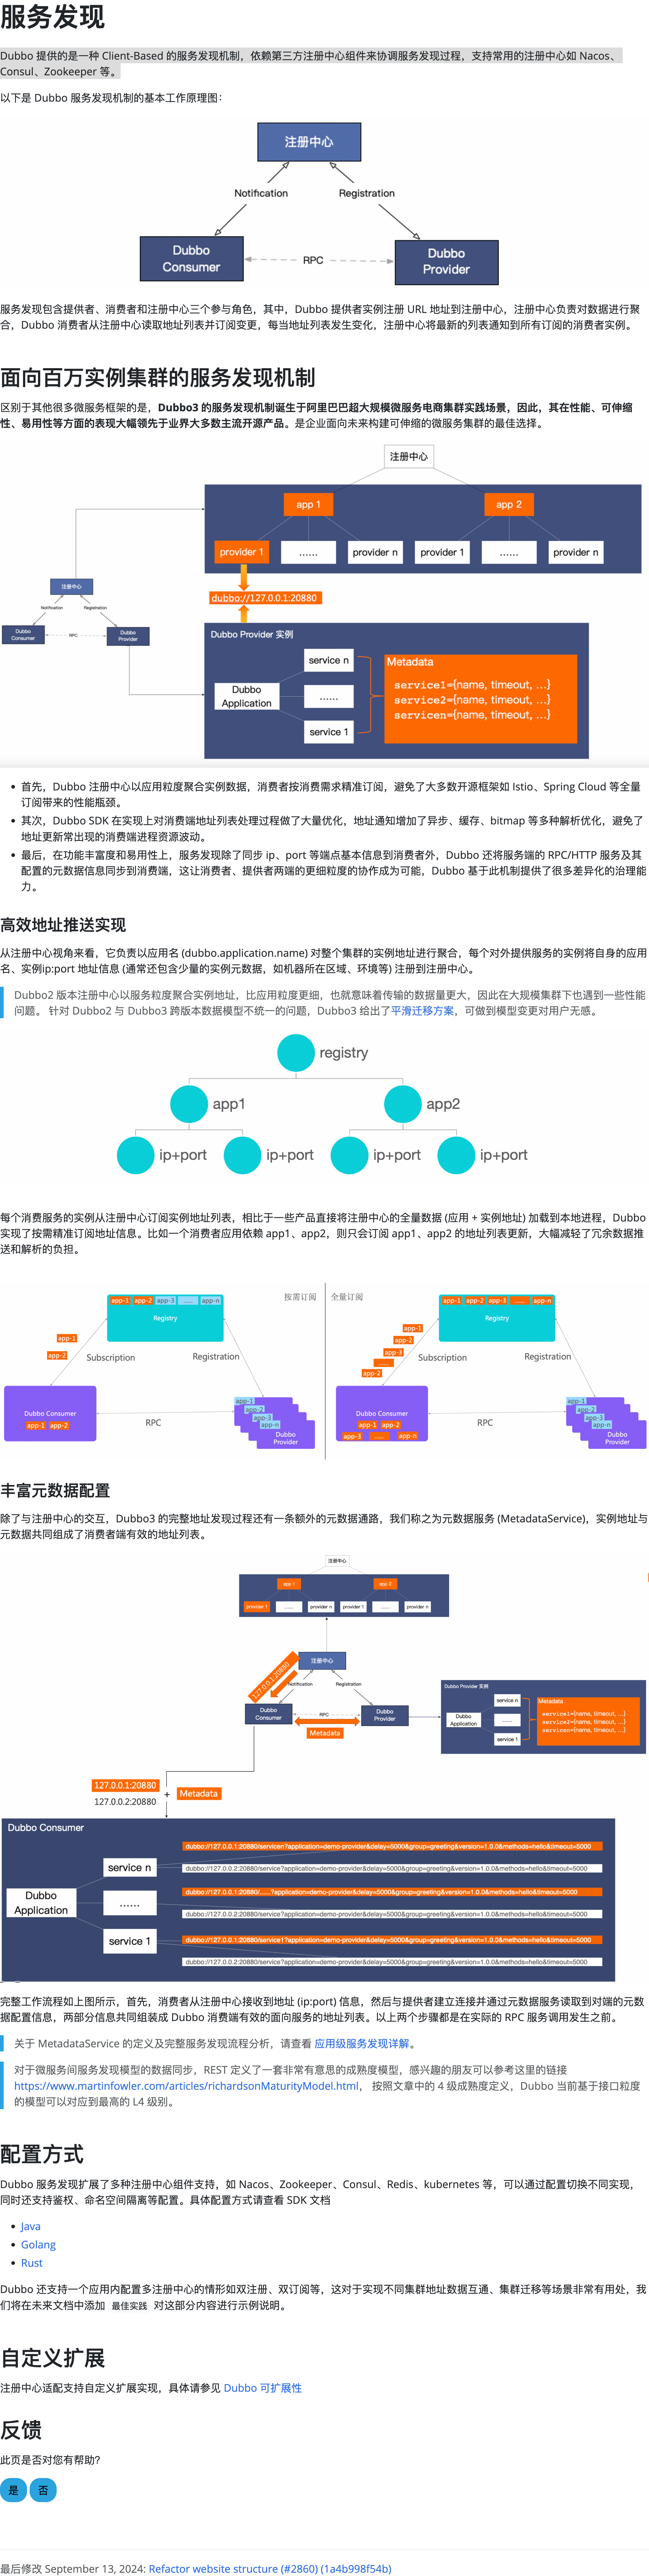 服务发现
Dubbo 提供的是一种 Client-Based 的服务发现机制，依赖第三方注册中心组件来协调服务发现过程，支持常用的注册中心如 Nacos、
Consul、Zookeeper 等。
以下是 Dubbo 服务发现机制的基本工作原理图：
注册中心
Notification
Registration
Dubbo
Consumer
RPC
Dubbo
Provider
服务发现包含提供者、消费者和注册中心三个参与角色，其中，Dubbo 提供者实例注册 URL 地址到注册中心，注册中心负责对数据进行聚
合，Dubbo 消费者从注册中心读取地址列表并订阅变更，每当地址列表发生变化，注册中心将最新的列表通知到所有订阅的消费者实例。
面向百万实例集群的服务发现机制
区别于其他很多微服务框架的是，Dubbo3 的服务发现机制诞生于阿里巴巴超大规模微服务电商集群实践场景，因此，其在性能、可伸缩
性、易用性等方面的表现大幅领先于业界大多数主流开源产品。是企业面向未来构建可伸缩的微服务集群的最佳选择。
注册中心
app 1
app 2
provider 1
......
provider n
provider 1
......
provider n
dubbo://127.0.0.1:20880
注册中心
Notification
Registration
Dubbo
Consumer
RPC
Dubbo
Provider
Dubbo Provider 实例
Dubbo
Application
service n
......
service 1
Metadata
service1={name, timeout, ...}
service2={name, timeout, ...}
servicen={name, timeout, ...}
首先，Dubbo 注册中心以应用粒度聚合实例数据，消费者按消费需求精准订阅，避免了大多数开源框架如 Istio、Spring Cloud 等全量
订阅带来的性能瓶颈。
其次，Dubbo SDK 在实现上对消费端地址列表处理过程做了大量优化，地址通知增加了异步、缓存、bitmap 等多种解析优化，避免了
地址更新常出现的消费端进程资源波动。
最后，在功能丰富度和易用性上，服务发现除了同步 ip、port 等端点基本信息到消费者外，Dubbo 还将服务端的 RPC/HTTP 服务及其
配置的元数据信息同步到消费端，这让消费者、提供者两端的更细粒度的协作成为可能，Dubbo 基于此机制提供了很多差异化的治理能
力。
高效地址推送实现
从注册中心视角来看，它负责以应用名 (dubbo.application.name) 对整个集群的实例地址进行聚合，每个对外提供服务的实例将自身的应用
名、实例ip:port 地址信息 (通常还包含少量的实例元数据，如机器所在区域、环境等) 注册到注册中心。
Dubbo2 版本注册中心以服务粒度聚合实例地址，比应用粒度更细，也就意味着传输的数据量更大，因此在大规模集群下也遇到一些性能
问题。 针对 Dubbo2 与 Dubbo3 跨版本数据模型不统一的问题，Dubbo3 给出了平滑迁移方案，可做到模型变更对用户无感。
registry
app1
app2
ip+port
ip+port
ip+port
ip+port
每个消费服务的实例从注册中心订阅实例地址列表，相比于一些产品直接将注册中心的全量数据 (应用 + 实例地址) 加载到本地进程，Dubbo
实现了按需精准订阅地址信息。比如一个消费者应用依赖 app1、app2，则只会订阅 app1、app2 的地址列表更新，大幅减轻了冗余数据推
送和解析的负担。
按需订阅
app-1
app-2
app-3
......
app-n
Registry
app-1
app-2
Subscription
Registration
Dubbo Consumer
app-1
app-2
RPC
app-1
app-2
app-3
app-n
Dubbo
Provider
全量订阅
app-1
app-2
app-3
......
app-n
Registry
app-1
app-2
app-3
......
app-2
Subscription
Registration
Dubbo Consumer
app-1
app-2
app-3
......
app-n
RPC
app-1
app-2
app-3
app-n
Dubbo
Provider
丰富元数据配置
除了与注册中心的交互，Dubbo3 的完整地址发现过程还有一条额外的元数据通路，我们称之为元数据服务 (MetadataService)，实例地址与
元数据共同组成了消费者端有效的地址列表。
注册中心
app 1
app 2
provider 1
......
provider n
provider 1
......
provider n
注册中心
127.0.0.1:20880
Notification
Registration
Dubbo
Consumer
RPC
Metadata
Dubbo
Provider
Dubbo Provider 实例
Dubbo
Application
service n
......
service 1
Metadata
service1={name, timeout, ...}
service2={name, timeout, ...}
servicen={name, timeout, ...}
127.0.0.1:20880
127.0.0.2:20880
+
Metadata
Dubbo Consumer
Dubbo
Application
service n
......
service 1
dubbo://127.0.0.1:20880/servicen?application=demo-provider&delay=5000&group=greeting&version=1.0.0&methods=hello&timeout=5000
dubbo://127.0.0.2:20880/service?application=demo-provider&delay=5000&group=greeting&version=1.0.0&methods=hello&timeout=5000
dubbo://127.0.0.1:20880/......?application=demo-provider&delay=5000&group=greeting&version=1.0.0&methods=hello&timeout=5000
dubbo://127.0.0.2:20880/service?application=demo-provider&delay=5000&group=greeting&version=1.0.0&methods=hello&timeout=5000
dubbo://127.0.0.1:20880/service1?application=demo-provider&delay=5000&group=greeting&version=1.0.0&methods=hello&timeout=5000
dubbo://127.0.0.2:20880/service?application=demo-provider&delay=5000&group=greeting&version=1.0.0&methods=hello&timeout=5000
完整工作流程如上图所示，首先，消费者从注册中心接收到地址 (ip:port) 信息，然后与提供者建立连接并通过元数据服务读取到对端的元数
据配置信息，两部分信息共同组装成 Dubbo 消费端有效的面向服务的地址列表。以上两个步骤都是在实际的 RPC 服务调用发生之前。
关于 MetadataService 的定义及完整服务发现流程分析，请查看 应用级服务发现详解。
对于微服务间服务发现模型的数据同步，REST 定义了一套非常有意思的成熟度模型，感兴趣的朋友可以参考这里的链接
https://www.martinfowler.com/articles/richardsonMaturityModel.html， 按照文章中的 4 级成熟度定义，Dubbo 当前基于接口粒度
的模型可以对应到最高的 L4 级别。
配置方式
Dubbo 服务发现扩展了多种注册中心组件支持，如 Nacos、Zookeeper、Consul、Redis、kubernetes 等，可以通过配置切换不同实现，
同时还支持鉴权、命名空间隔离等配置。具体配置方式请查看 SDK 文档
Java
Golang
Rust
Dubbo 还支持一个应用内配置多注册中心的情形如双注册、双订阅等，这对于实现不同集群地址数据互通、集群迁移等场景非常有用处，我
们将在未来文档中添加 最佳实践 对这部分内容进行示例说明。
自定义扩展
注册中心适配支持自定义扩展实现，具体请参见 Dubbo 可扩展性
反馈
此页是否对您有帮助？
是
否
最后修改 September 13, 2024: Refactor website structure (#2860) (1a4b998f54b)